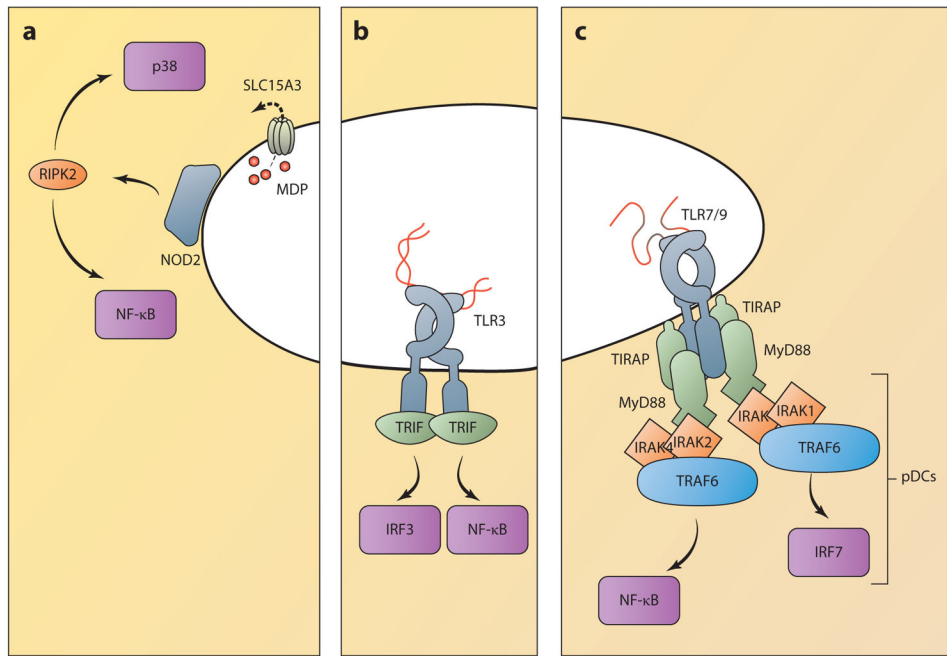 a
p38
SLC15A3
RIPK2
MDP
NOD2
NF-κB
b
TLR3
TRIF
TRIF
IRF3
NF-κB
c
TLR7/9
TIRAP
TIRAP
MyD88
MyD88
IRAK
IRAK1
IRAK4
IRAK2
TRAF6
TRAF6
pDCs
IRF7
NF-κB